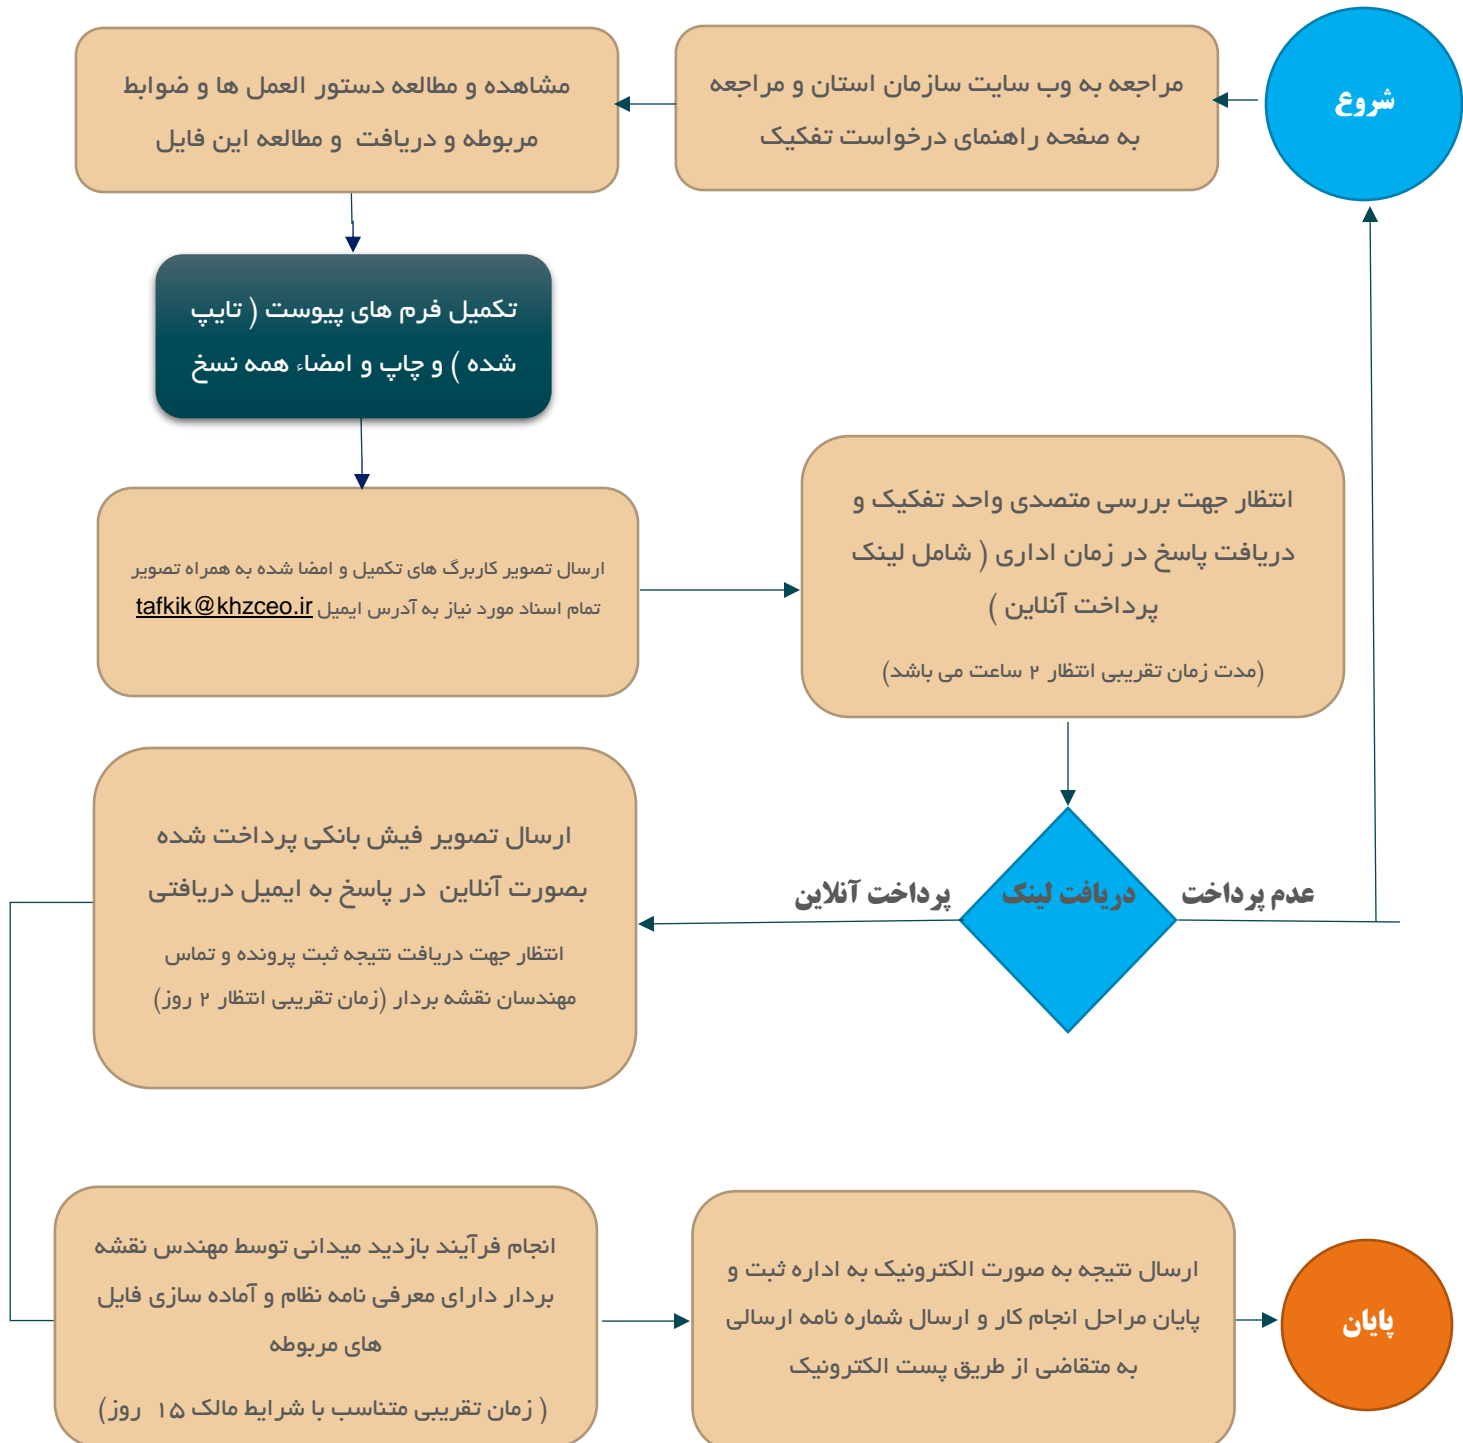 شروع
مراجعه به وب سایت سازمان استان و مراجعه
به صفحه راهنمای درخواست تفکیک
مشاهده و مطالعه دستور العمل ها و ضوابط
مربوطه و دریافت و مطالعه این فایل
تکمیل فرم های پیوست ( تایپ
شده ) و چاپ و امضاء همه نسخ
ارسال تصویر کاربرگ های تکمیل و امضا شده به همراه تصویر
تمام اسناد مورد نیاز به آدرس ایمیل tafkik@khzceo.ir
انتظار جهت بررسی متصدی واحد تفکیک و
دریافت پاسخ در زمان اداری ( شامل لینک
پرداخت آنلاین )
(مدت زمان تقریبی انتظار ۲ ساعت می باشد)
دریافت لینک
عدم پرداخت
پرداخت آنلاین
ارسال تصویر فیش بانکی پرداخت شده
بصورت آنلاین در پاسخ به ایمیل دریافتی
انتظار جهت دریافت نتیجه ثبت پرونده و تماس
مهندسان نقشه بردار (زمان تقریبی انتظار ۲ روز)
انجام فرآیند بازدید میدانی توسط مهندس نقشه
بردار دارای معرفی نامه نظام و آماده سازی فایل
های مربوطه
( زمان تقریبی متناسب با شرایط مالک ۱۵ روز)
ارسال نتیجه به صورت الکترونیک به اداره ثبت و
پایان مراحل انجام کار و ارسال شماره نامه ارسالی
به متقاضی از طریق پست الکترونیک
پایان